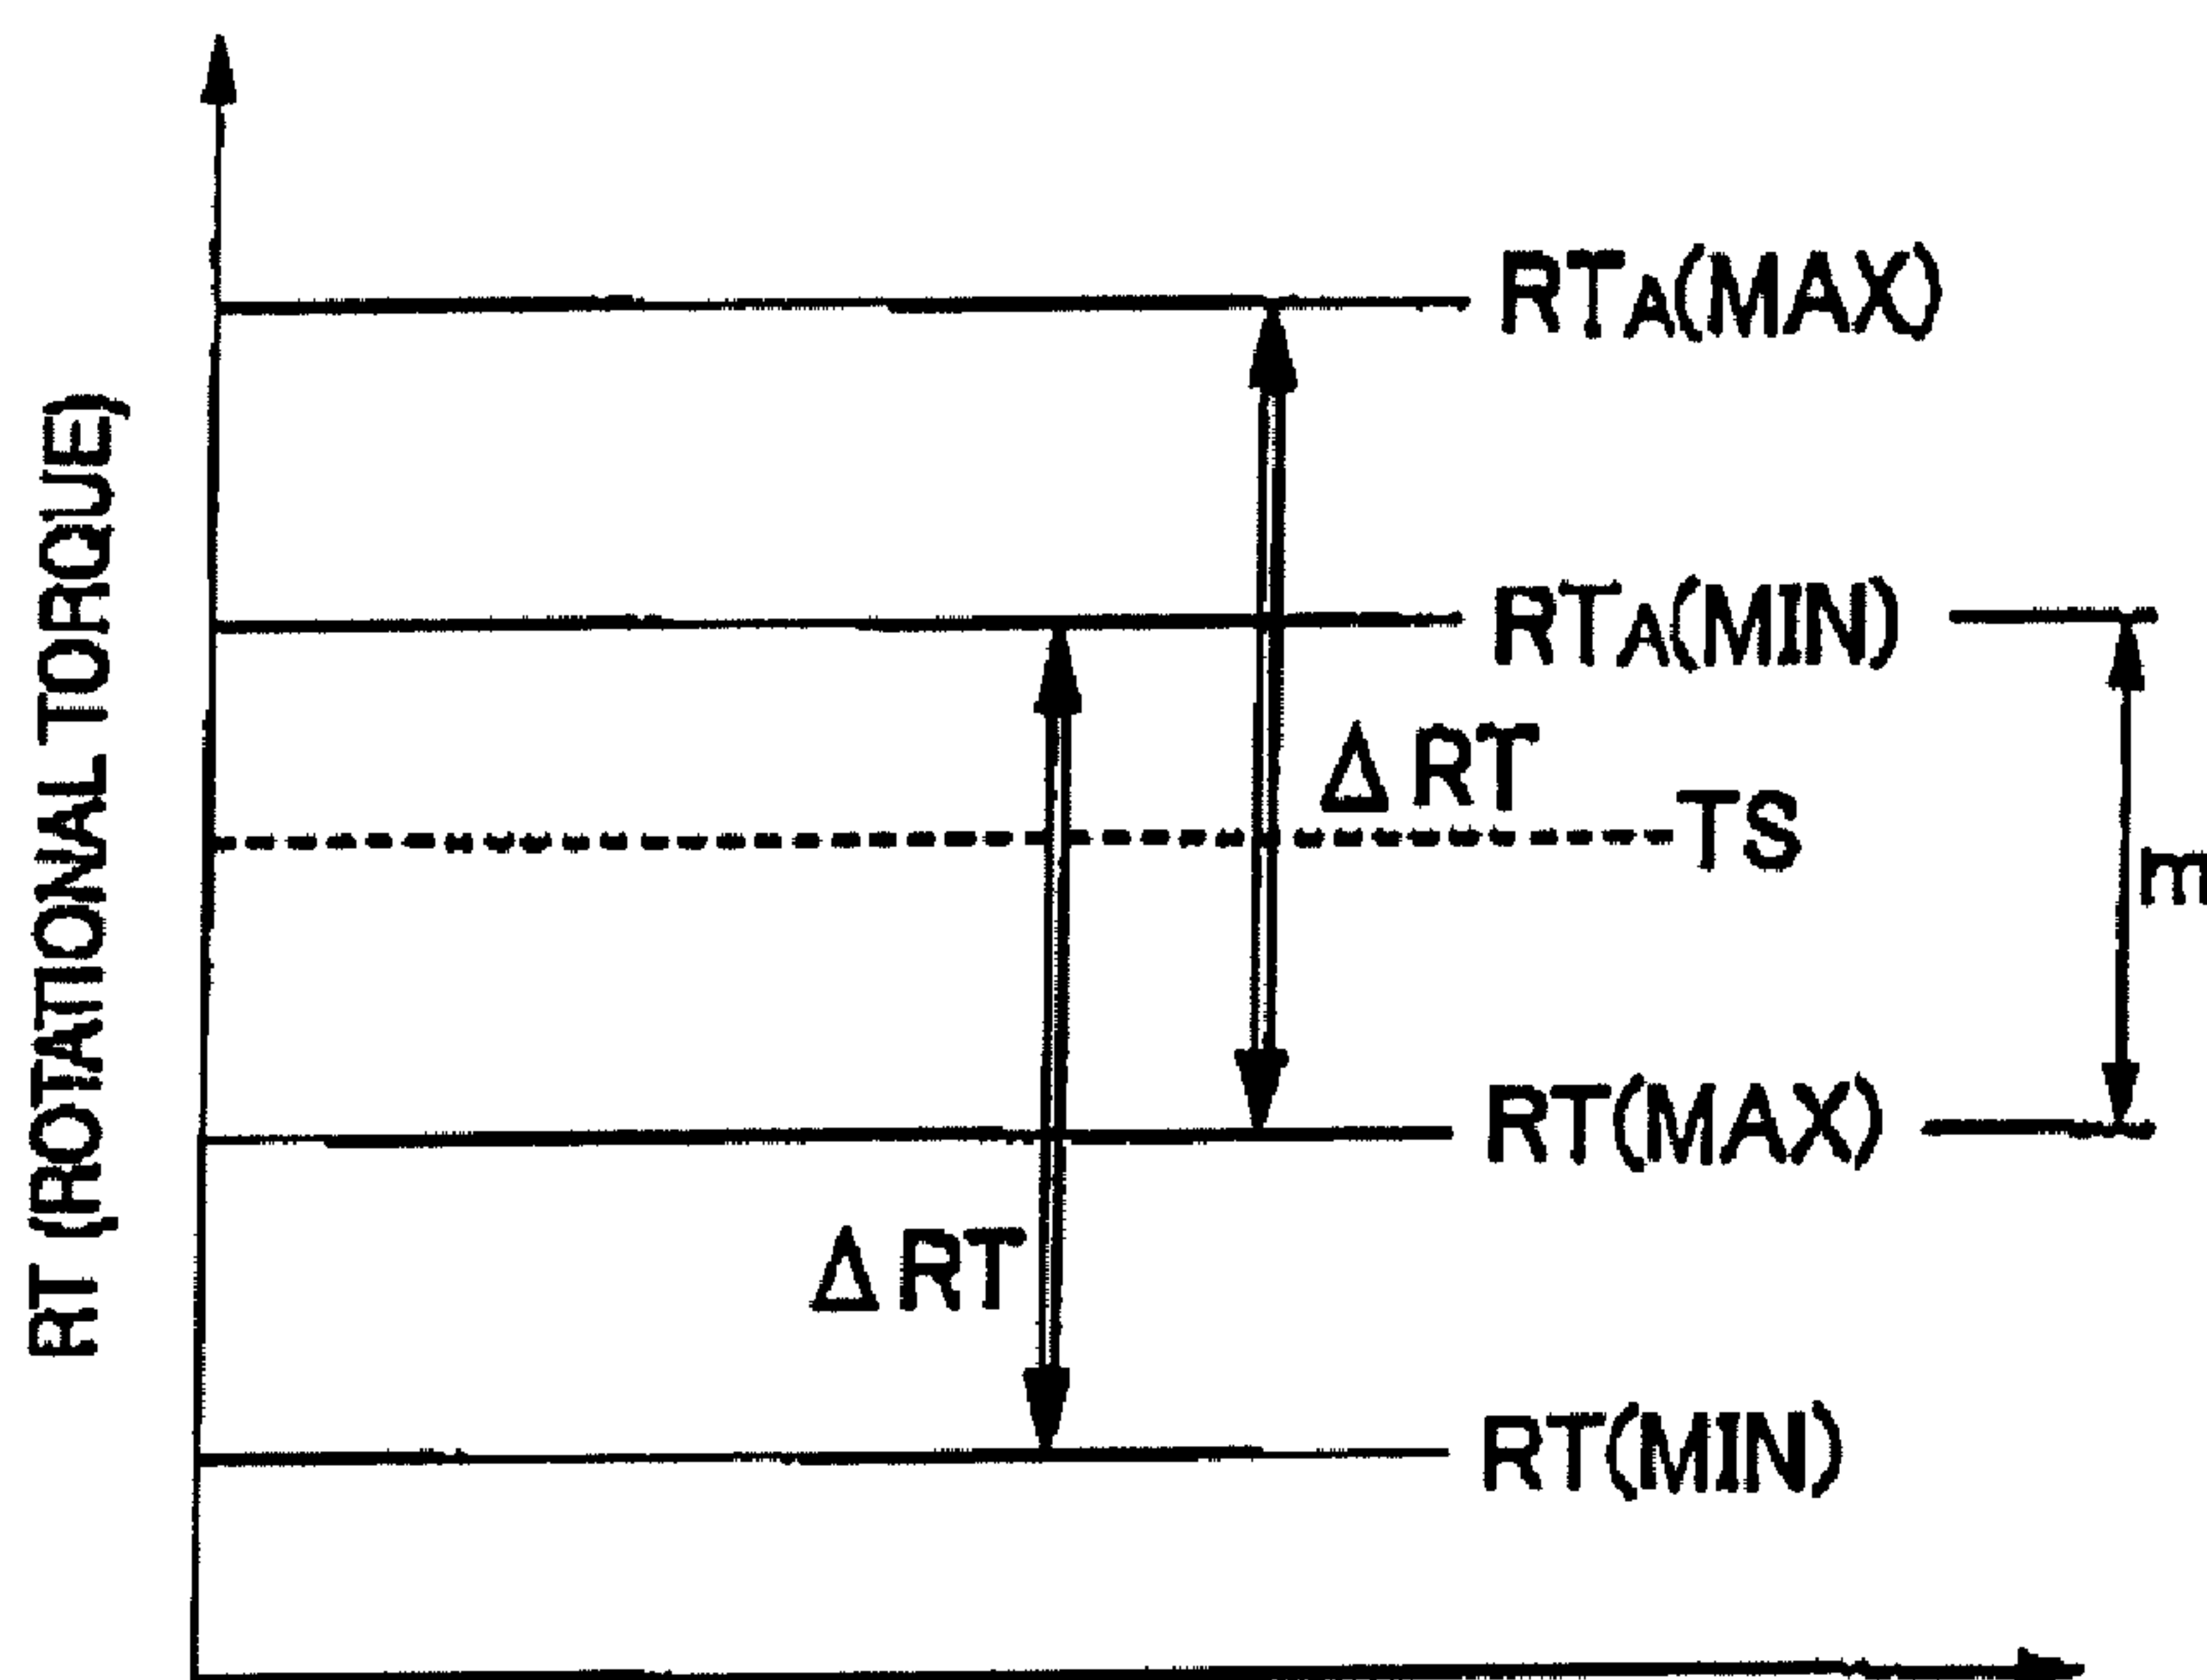 RT (ROTATIONAL TORQUE)
RTA(MAX)
RTA(MIN)
ΔRT
TS
m
RT(MAX)
ΔRT
RT(MIN)